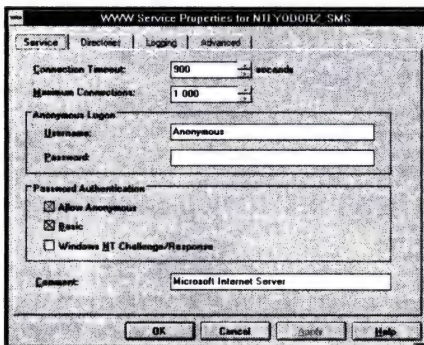 WWW Service Properties for NTFYODORZ_SMS
Service Directories Logging Advanced
Connection Timeout: 900 seconds
Maximum Connections: 1 000
Anonymous Logon
Username: Anonymous
Password:
Password Authentication
Allow Anonymous
Basic
Windows NT Challenge/Response
Comment: Microsoft Internet Server
OK Cancel Apply Help